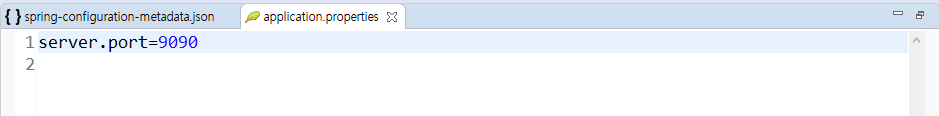 { } spring-configuration-metadata.json application.properties
1 server.port=9090
2